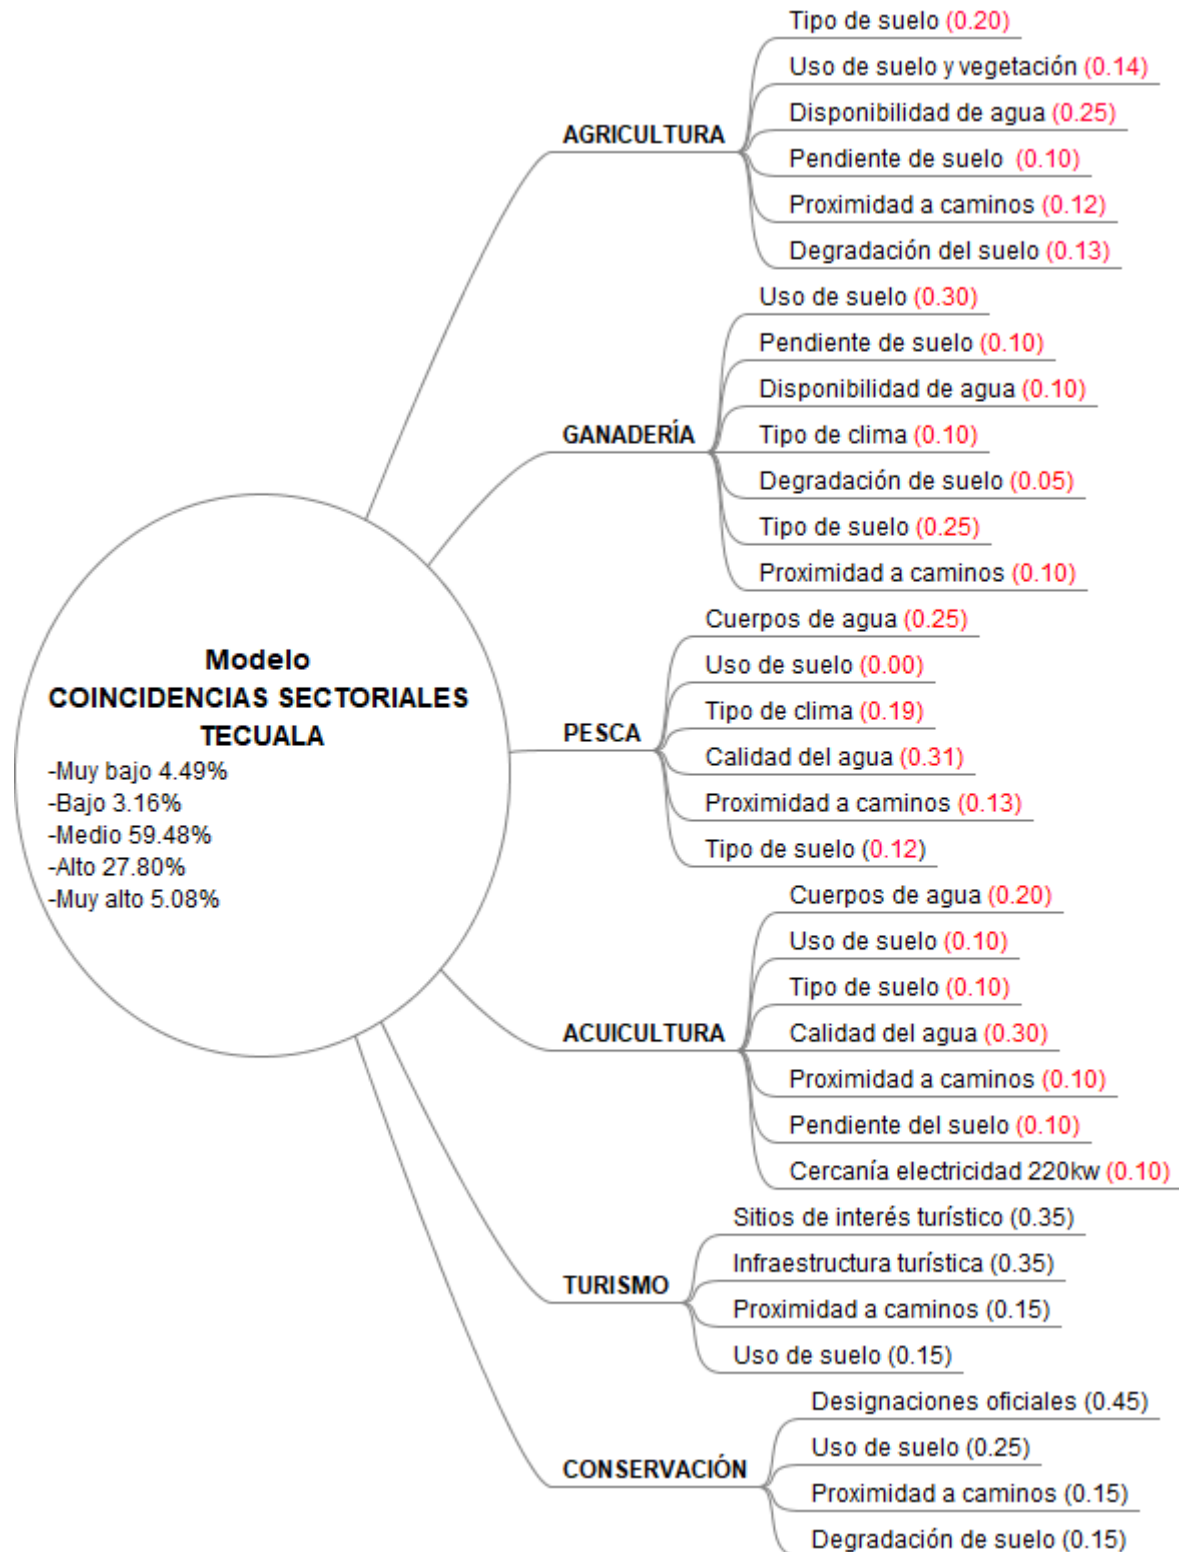 Modelo
COINCIDENCIAS SECTORIALES
TECUALA
-Muy bajo 4.49%
-Bajo 3.16%
-Medio 59.48%
-Alto 27.80%
-Muy alto 5.08%
AGRICULTURA
Tipo de suelo (0.20)
Uso de suelo y vegetación (0.14)
Disponibilidad de agua (0.25)
Pendiente de suelo (0.10)
Proximidad a caminos (0.12)
Degradación del suelo (0.13)
GANADERÍA
Uso de suelo (0.30)
Pendiente de suelo (0.10)
Disponibilidad de agua (0.10)
Tipo de clima (0.10)
Degradación de suelo (0.05)
Tipo de suelo (0.25)
Proximidad a caminos (0.10)
PESCA
Cuerpos de agua (0.25)
Uso de suelo (0.00)
Tipo de clima (0.19)
Calidad del agua (0.31)
Proximidad a caminos (0.13)
Tipo de suelo (0.12)
ACUICULTURA
Cuerpos de agua (0.20)
Uso de suelo (0.10)
Tipo de suelo (0.10)
Calidad del agua (0.30)
Proximidad a caminos (0.10)
Pendiente del suelo (0.10)
Cercanía electricidad 220kw (0.10)
TURISMO
Sitios de interés turístico (0.35)
Infraestructura turística (0.35)
Proximidad a caminos (0.15)
Uso de suelo (0.15)
CONSERVACIÓN
Designaciones oficiales (0.45)
Uso de suelo (0.25)
Proximidad a caminos (0.15)
Degradación de suelo (0.15)